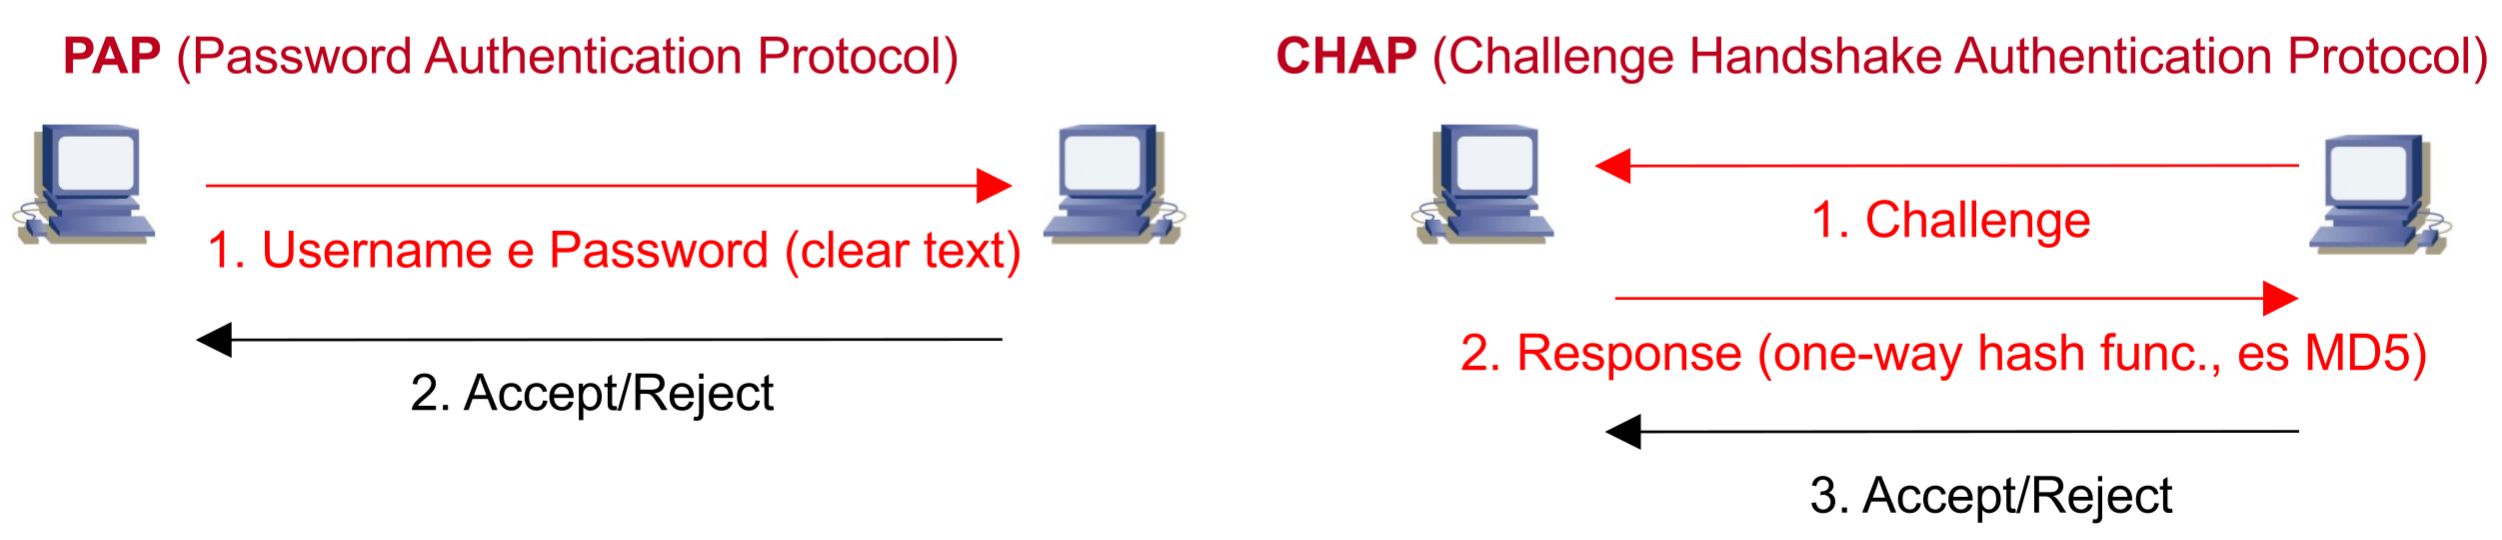 PAP (Password Authentication Protocol)
1. Username e Password (clear text)
2. Accept/Reject
CHAP (Challenge Handshake Authentication Protocol)
1. Challenge
2. Response (one-way hash func., es MD5)
3. Accept/Reject